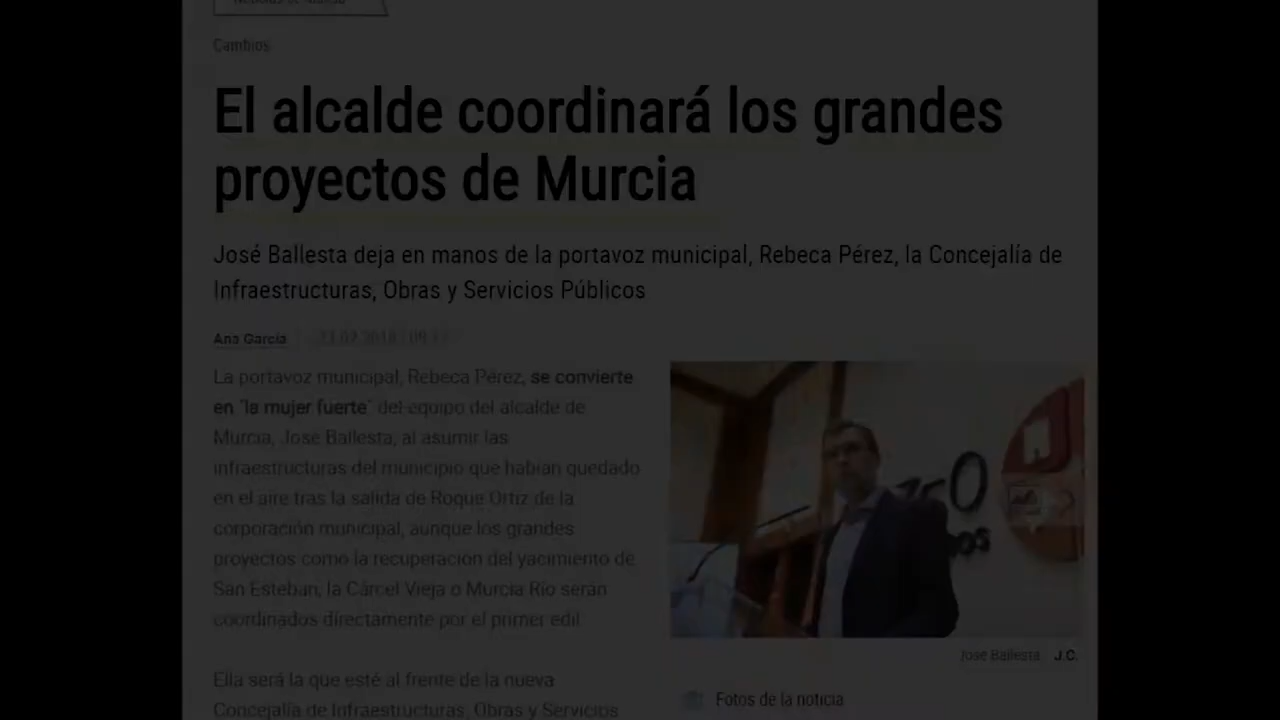 Cambios
El alcalde coordinará los grandes
proyectos de Murcia
José Ballesta deja en manos de la portavoz municipal, Rebeca Pérez, la Concejalía de
Infraestructuras, Obras y Servicios Públicos
Ana García
La portavoz municipal, Rebeca Pérez, se convierte
en "la mujer fuerte" del equipo del alcalde de
Murcia, José Ballesta, al asumir las
infraestructuras del municipio que habían quedado
en el aire tras la salida de Roque Ortiz de la
corporación municipal, aunque los grandes
proyectos como la recuperación del yacimiento de
San Esteban, la Cárcel Vieja o Murcia Río serán
coordinados directamente por el primer edil
José Ballesta J.C.
Ella será la que esté al frente de la nueva
Fotos de la noticia
Concejalía de Infraestructuras, Obras y Servicios